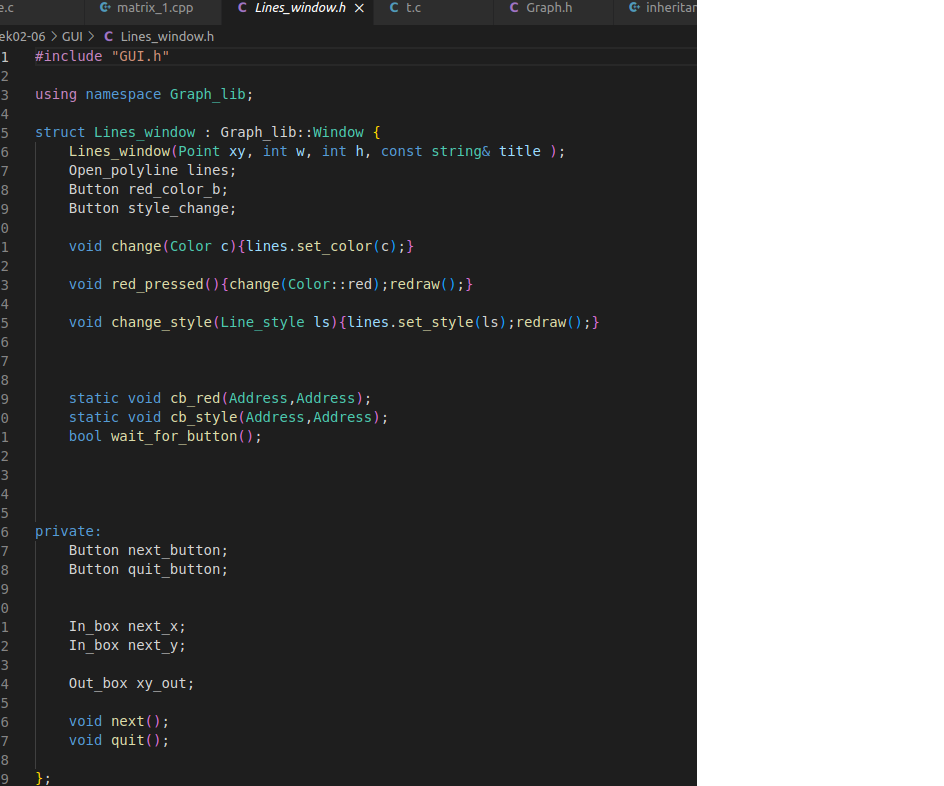 e.c matrix_1.cpp Lines_window.h t.c Graph.h inheritar
ek02-06 > GUI > C Lines_window.h
1 #include "GUI.h"
2
3 using namespace Graph_lib;
4
5 struct Lines_window : Graph_lib::Window {
6 Lines_window(Point xy, int w, int h, const string& title );
7 Open_polyline lines;
8 Button red_color_b;
9 Button style_change;
0
1 void change(Color c){lines.set_color(c);}
2
3 void red_pressed(){change(Color::red);redraw();}
4
5 void change_style(Line_style ls){lines.set_style(ls);redraw();}
6
7
8
9 static void cb_red(Address,Address);
0 static void cb_style(Address,Address);
1 bool wait_for_button();
2
3
4
5
6 private:
7 Button next_button;
8 Button quit_button;
9
0
1 In_box next_x;
2 In_box next_y;
3
4 Out_box xy_out;
5
6 void next();
7 void quit();
8
9 };